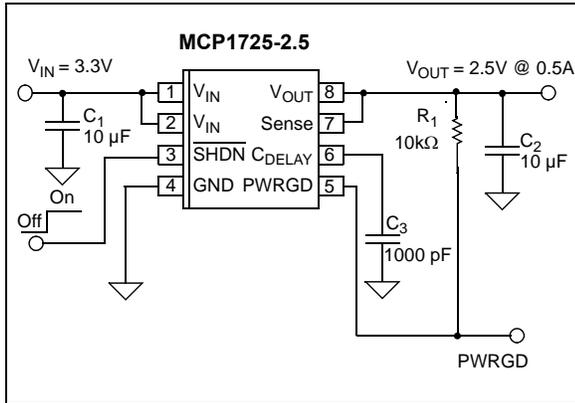 MCP1725-2.5
VIN = 3.3V
VOUT = 2.5V @ 0.5A
1 VIN
VOUT 8
2 VIN
Sense 7
3 SHDN
CDELAY 6
4 GND
PWRGD 5
C1
10 µF
R1
10kΩ
C2
10 µF
On
Off
C3
1000 pF
PWRGD